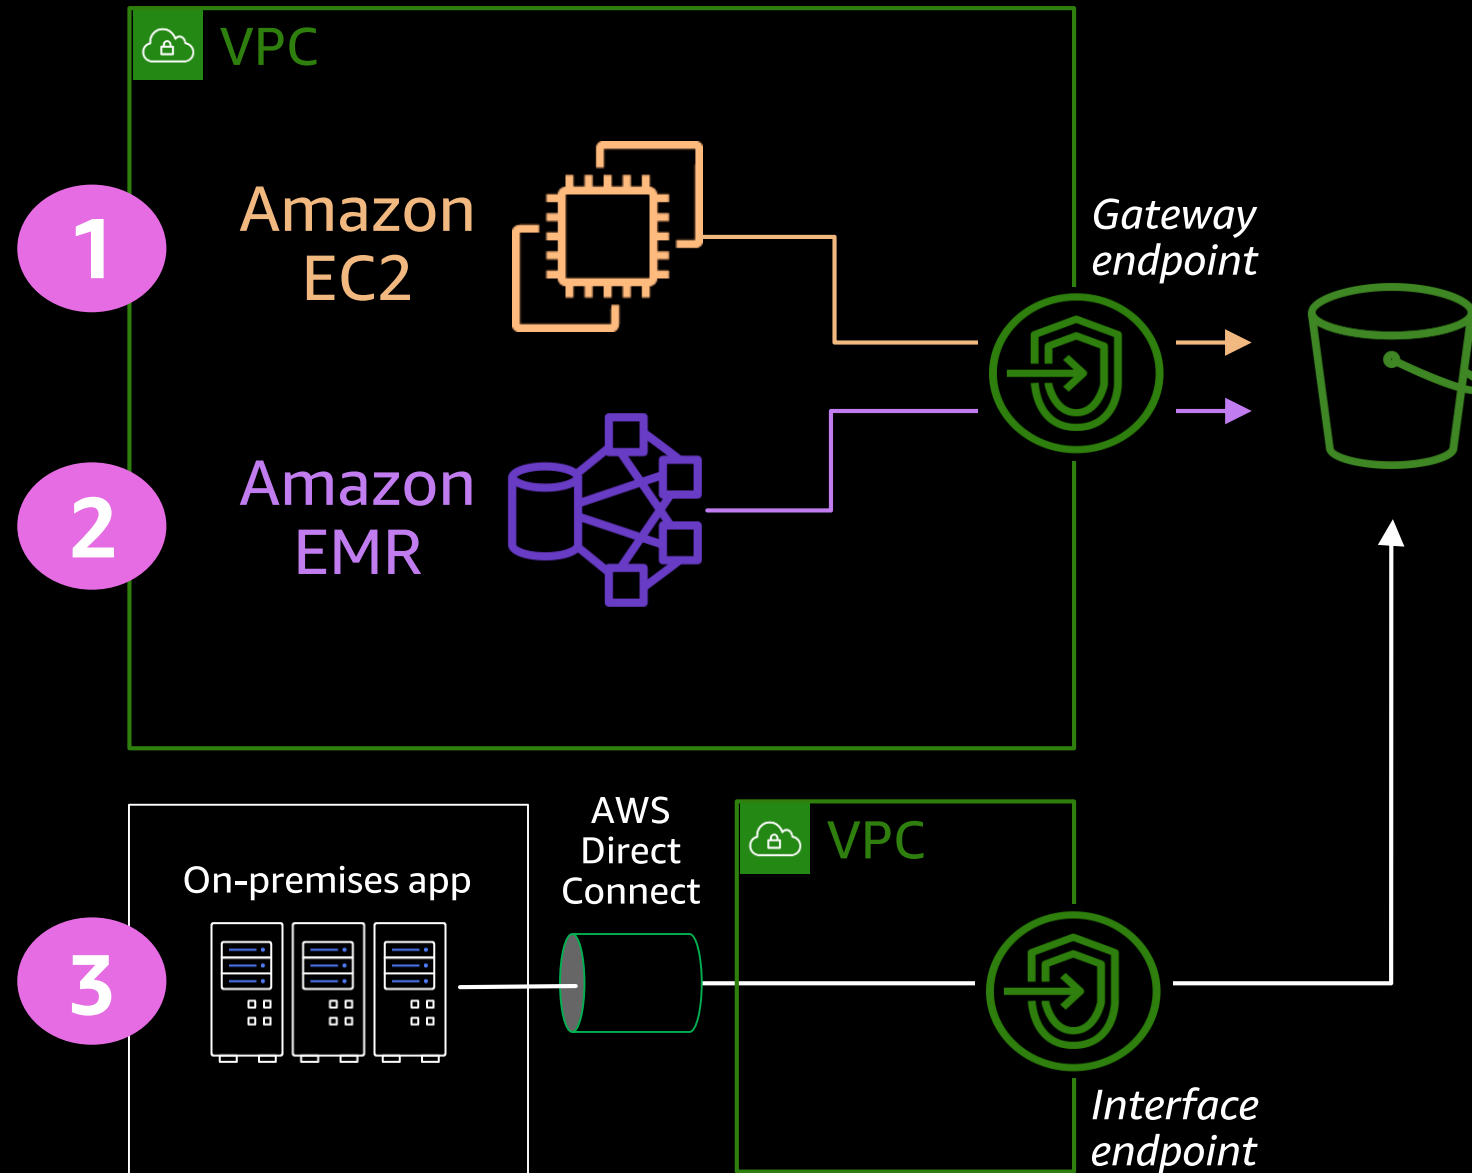 VPC
1
Amazon
EC2
Gateway
endpoint
2
Amazon
EMR
3
On-premises app
AWS
Direct
Connect
VPC
Interface
endpoint